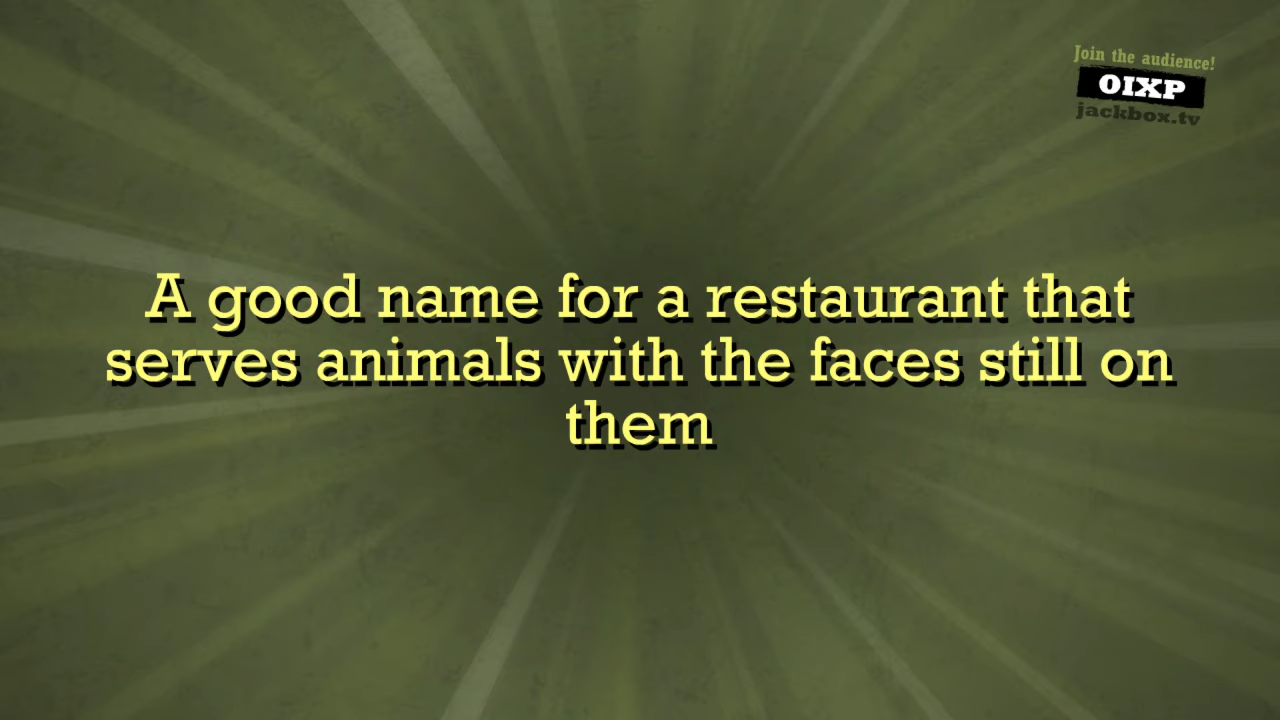 Join the audience!
OIXP
jackbox.tv
A good name for a restaurant that
serves animals with the faces still on
them